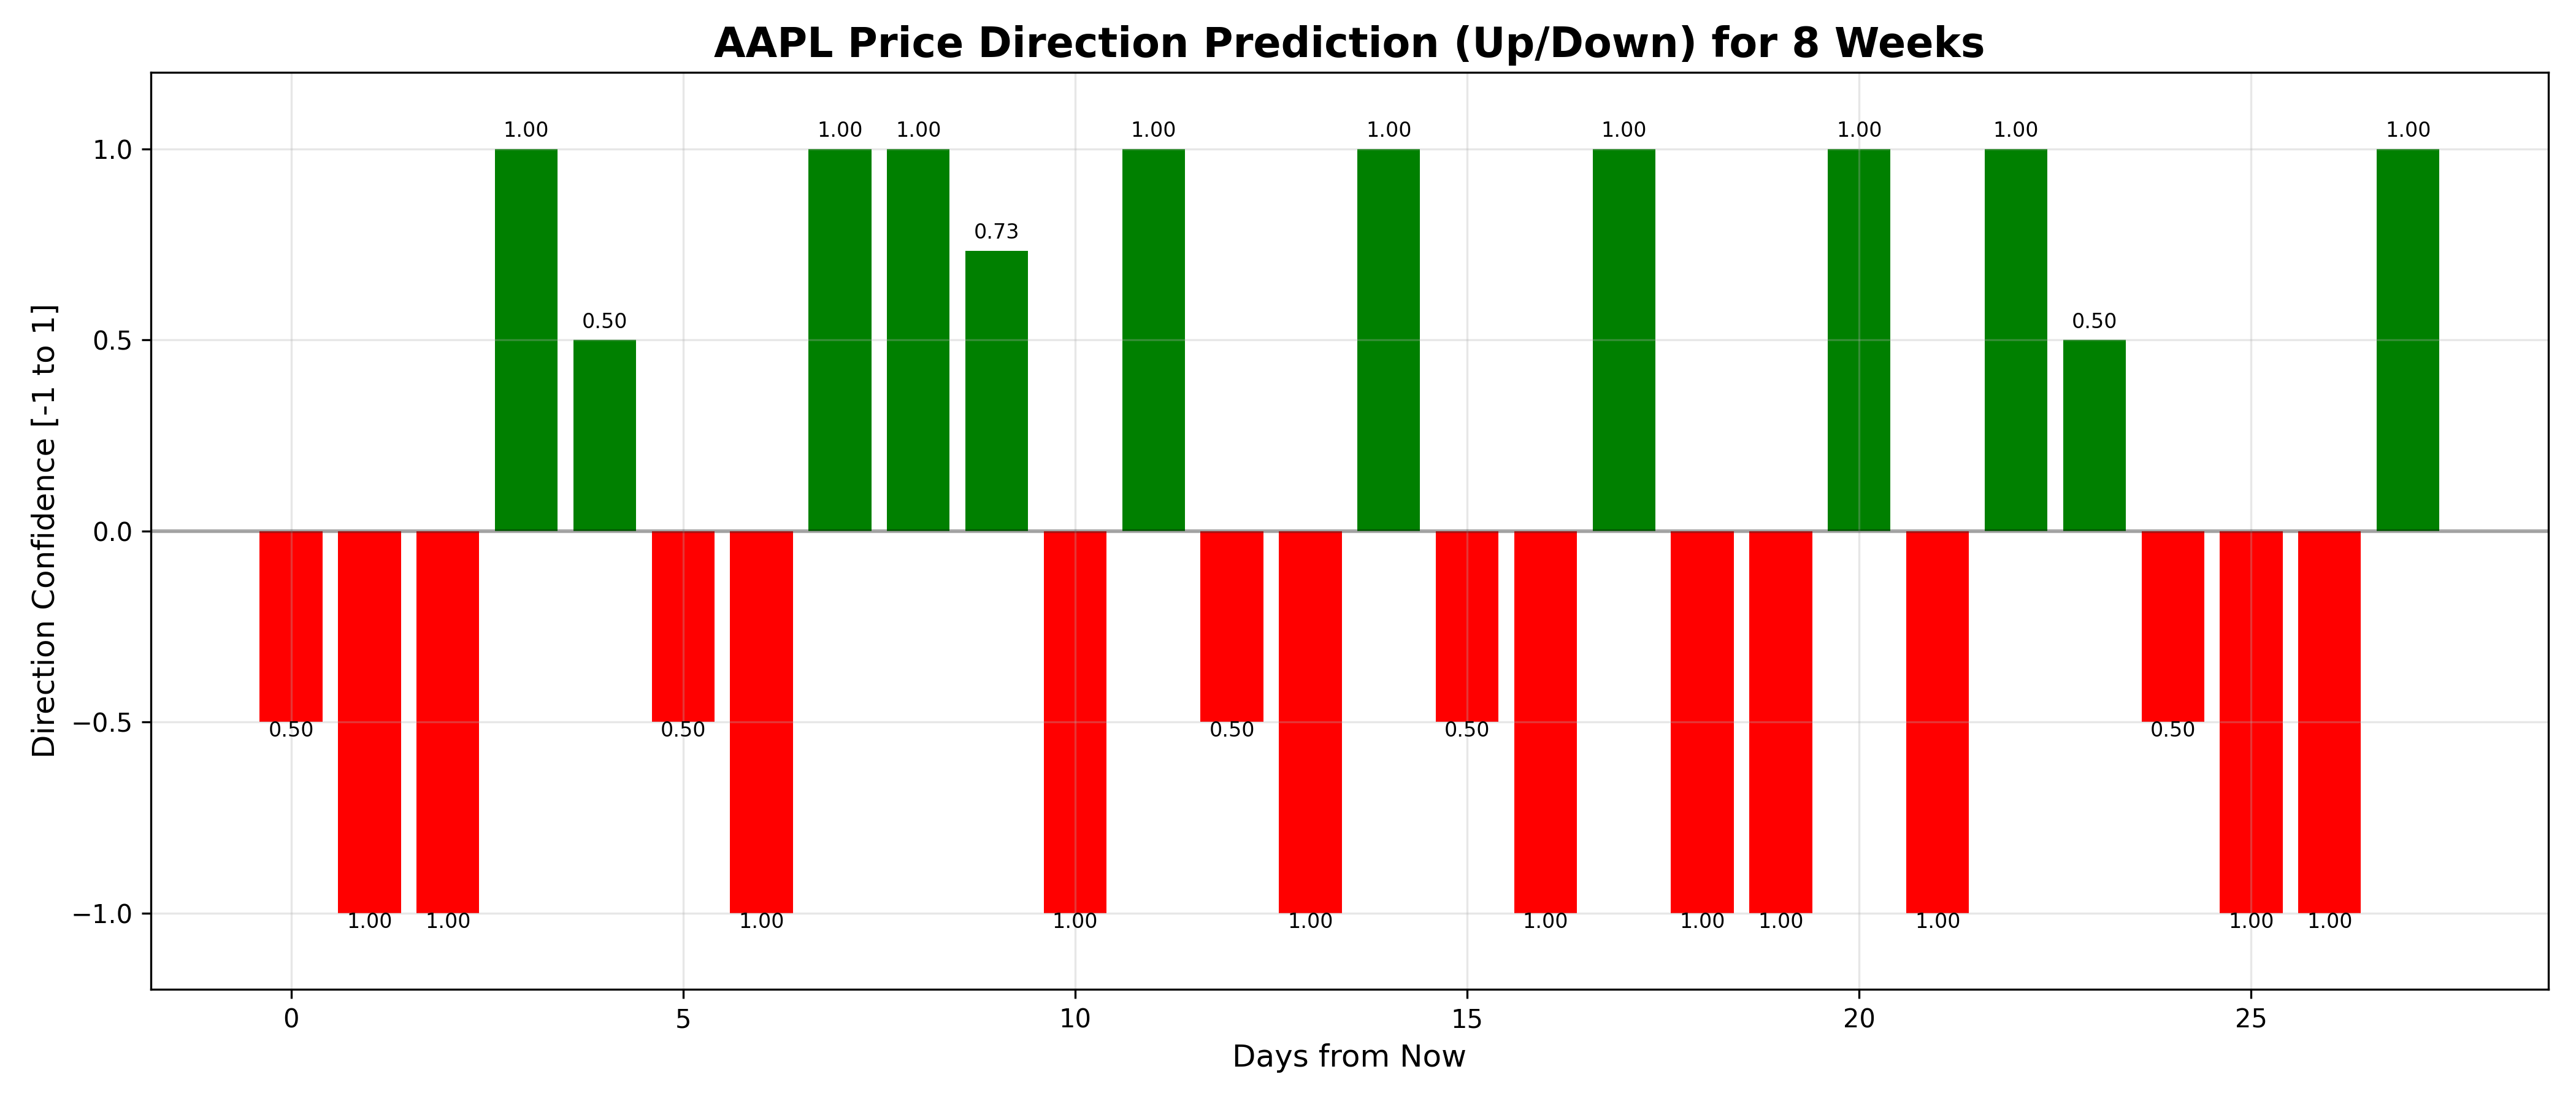 AAPL Price Direction Prediction (Up/Down) for 8 Weeks
Direction Confidence [-1 to 1]
1.00 1.00 1.00 1.00 1.00 1.00 1.00 1.00 1.00
1.0
0.73
0.50 0.50
0.5
0.0
−0.5
0.50 0.50 0.50 0.50 0.50
−1.0
1.00 1.00 1.00 1.00 1.00 1.00 1.00 1.00 1.00 1.00 1.00
0 5 10 15 20 25
Days from Now